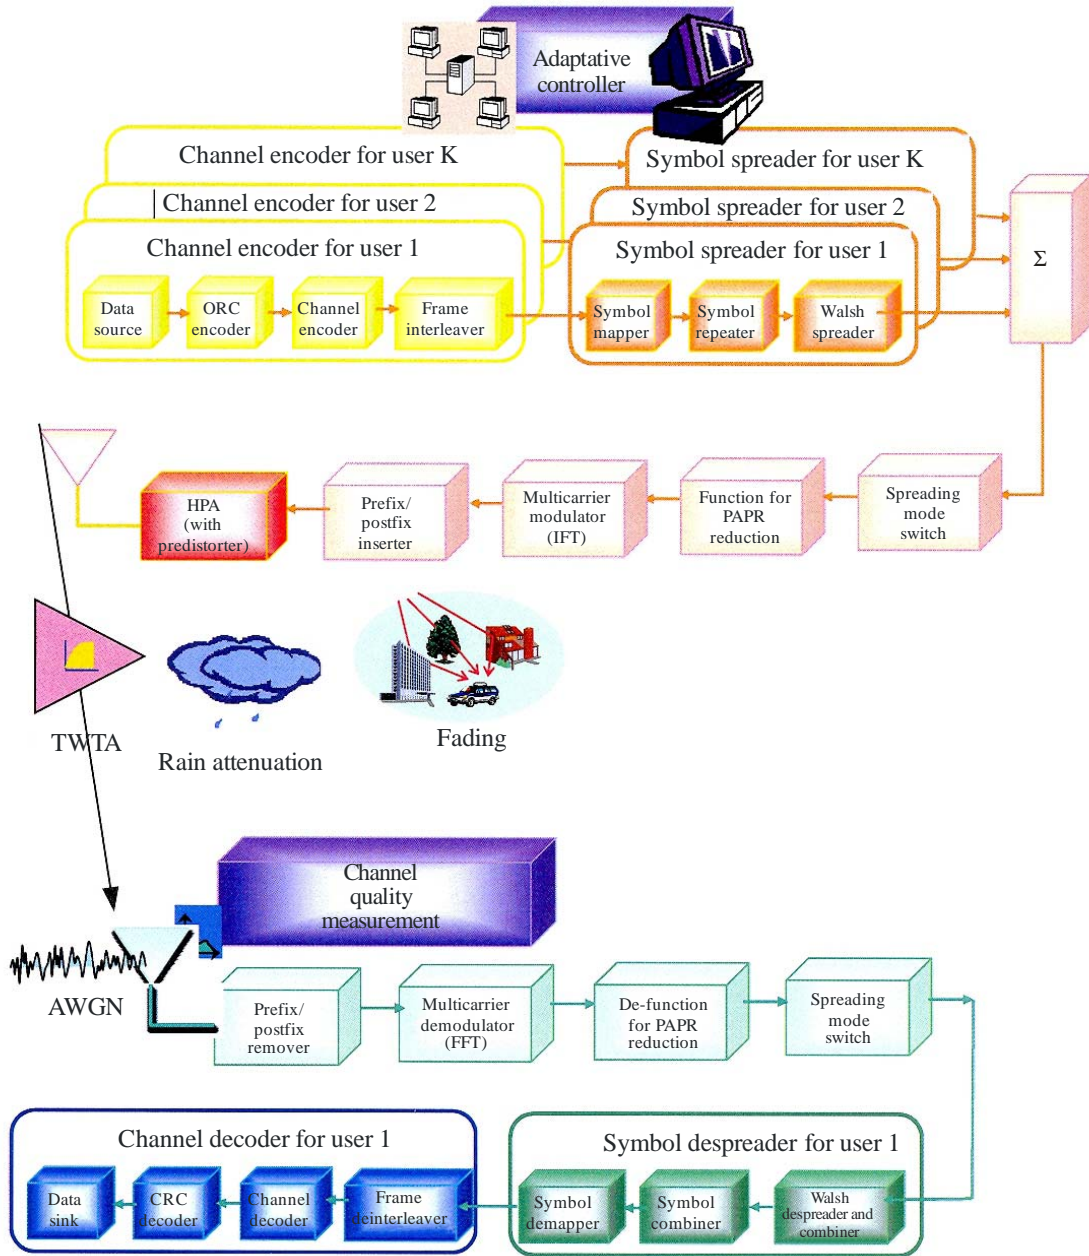 Adaptative
controller
Channel encoder for user K
Symbol spreader for user K
Channel encoder for user 2
Symbol spreader for user 2
Channel encoder for user 1
Symbol spreader for user 1
Σ
Data
source
ORC
encoder
Channel
encoder
Frame
interleaver
Symbol
mapper
Symbol
repeater
Walsh
spreader
HPA
(with
predistorter)
Prefix/
postfix
inserter
Multicarrier
modulator
(IFT)
Function for
PAPR
reduction
Spreading
mode
switch
TWTA
Rain attenuation
Fading
Channel
quality
measurement
AWGN
Prefix/
postfix
remover
Multicarrier
demodulator
(FFT)
De-function
for PAPR
reduction
Spreading
mode
switch
Channel decoder for user 1
Symbol despreader for user 1
Data
sink
CRC
decoder
Channel
decoder
Frame
deinterleaver
Symbol
demapper
Symbol
combiner
Walsh
despreader and
combiner